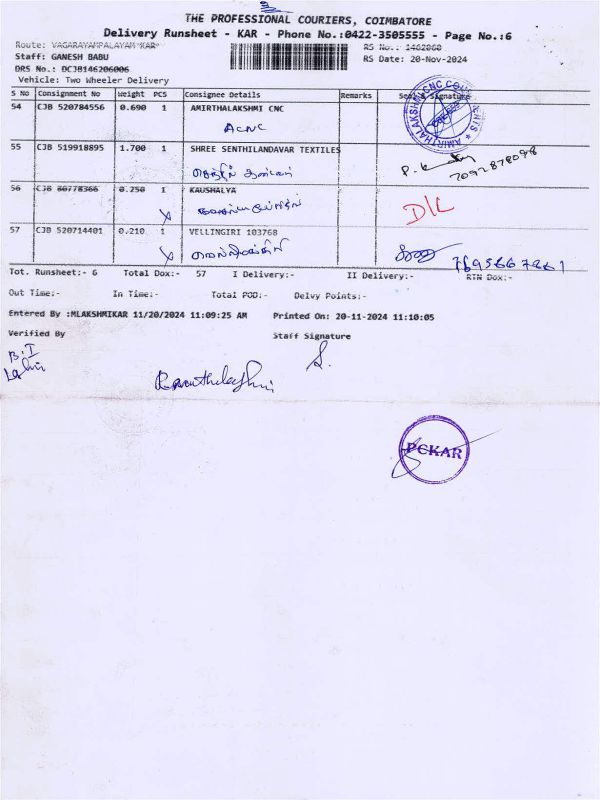 THE PROFESSIONAL COURIERS, COIMBATORE
Delivery Runsheet - KAR - Phone No.:0422-3505555 - Page No.:6
Route: VAGARAYAMPALAYAM KAR
RS No.: 1462060
Staff: GANESH BABU
RS Date: 20-Nov-2024
DRS No.: DCJB146206006
Vehicle: Two Wheeler Delivery
S No Consignment No Weight PCS Consignee Details Remarks Seal & Signature
54 CJB 520784556 0.690 1 AMIRTHALAKSHMI CNC
ACNC
55 CJB 519918895 1.700 1 SHREE SENTHILANDAVAR TEXTILES
P.K
7092878098
56 CJB 80778366 0.250 1 KAUSHALYA
D/L
57 CJB 520714401 0.210 1 VELLINGIRI 103768
7695667261
Tot. Runsheet:- 6 Total Dox:- 57 I Delivery:- II Delivery:- RTN Dox:-
Out Time:- In Time:- Total POD:- Delvy Points:-
Entered By :MLAKSHMIKAR 11/20/2024 11:09:25 AM Printed On: 20-11-2024 11:10:05
Verified By Staff Signature
B.I
S.
PCKAR